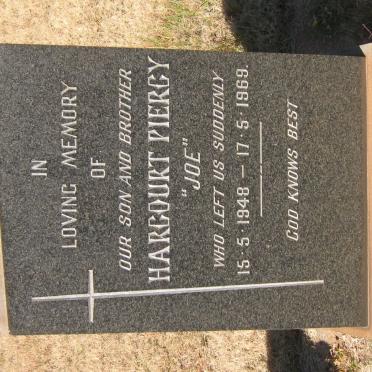 IN
LOVING MEMORY
OF
OUR SON AND BROTHER
HARCOURT PIERCY
"JOE"
WHO LEFT US SUDDENLY
15·5·1948 — 17·5·1969.
GOD KNOWS BEST